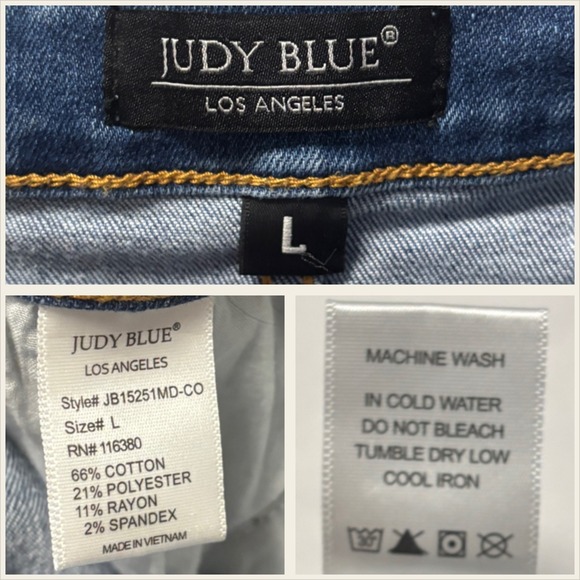 JUDY BLUE®
LOS ANGELES
L
JUDY BLUE®
LOS ANGELES
Style# JB15251MD-CO
Size# L
RN# 116380
66% COTTON
21% POLYESTER
11% RAYON
2% SPANDEX
MADE IN VIETNAM
MACHINE WASH
IN COLD WATER
DO NOT BLEACH
TUMBLE DRY LOW
COOL IRON